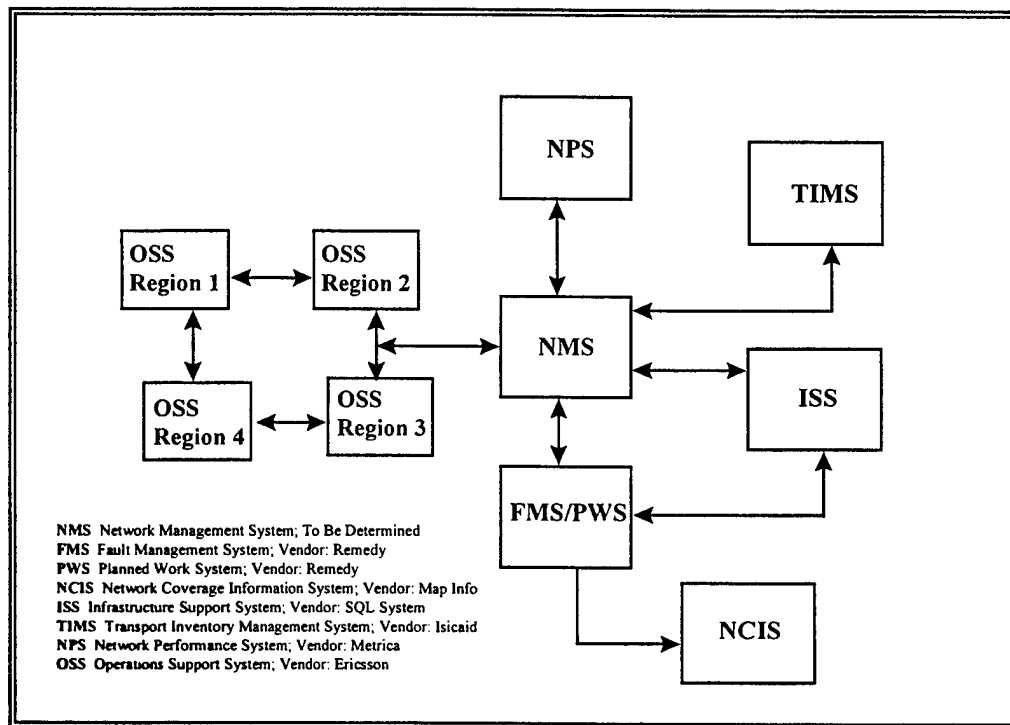 NPS
TIMS
OSS
Region 1
OSS
Region 2
NMS
OSS
Region 4
OSS
Region 3
ISS
FMS/PWS
NCIS
NMS Network Management System; To Be Determined
FMS Fault Management System; Vendor: Remedy
PWS Planned Work System; Vendor: Remedy
NCIS Network Coverage Information System; Vendor: Map Info
ISS Infrastructure Support System; Vendor: SQL System
TIMS Transport Inventory Management System; Vendor: Isicaid
NPS Network Performance System; Vendor: Metrica
OSS Operations Support System; Vendor: Ericsson